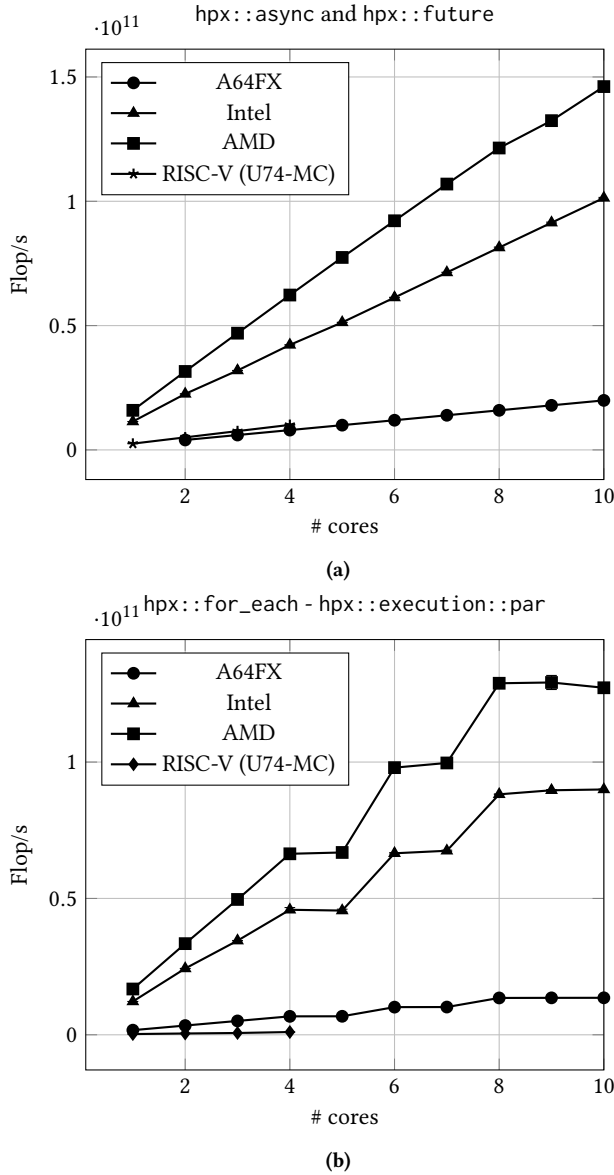 hpx::async and hpx::future
·10^11
A64FX
Intel
AMD
RISC-V (U74-MC)
1.5
1
0.5
0
Flop/s
2 4 6 8 10
# cores
(a)
·10^11 hpx::for_each - hpx::execution::par
A64FX
Intel
AMD
RISC-V (U74-MC)
1
0.5
0
Flop/s
2 4 6 8 10
# cores
(b)